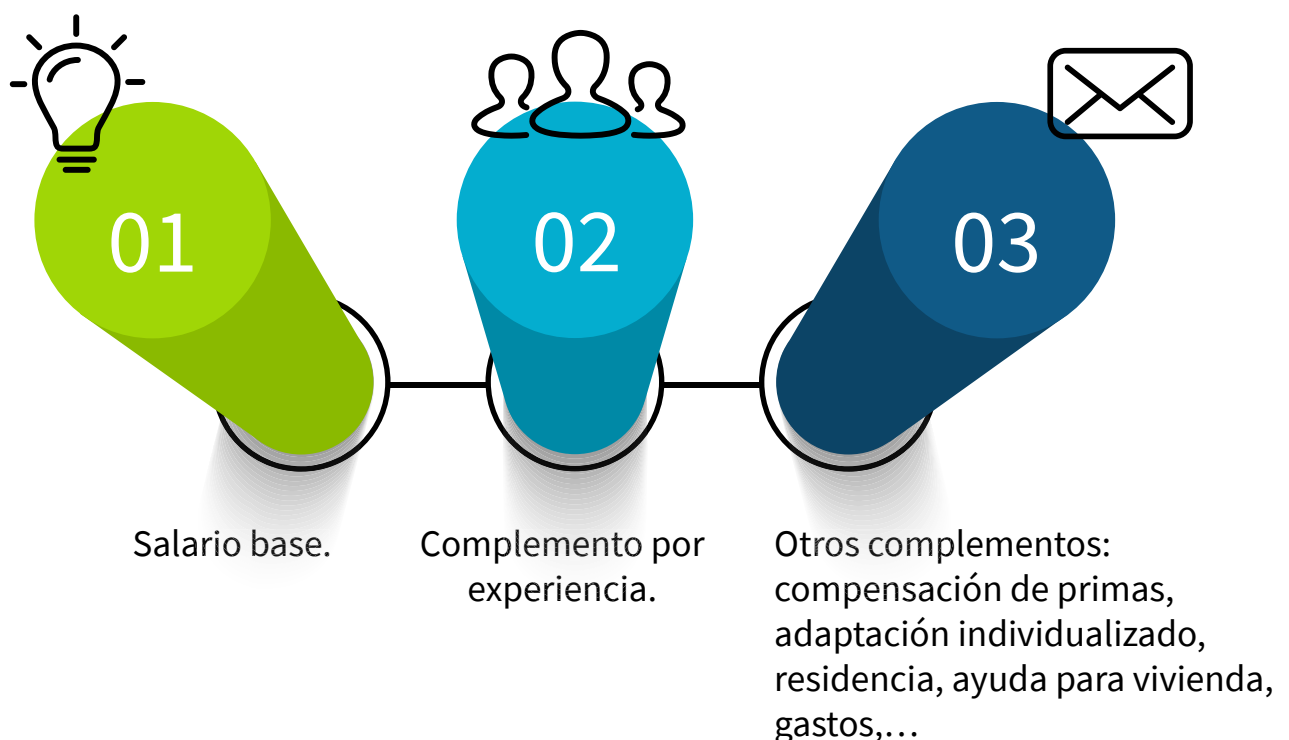 01
02
03
Salario base.
Complemento por
experiencia.
Otros complementos:
compensación de primas,
adaptación individualizado,
residencia, ayuda para vivienda,
gastos,…